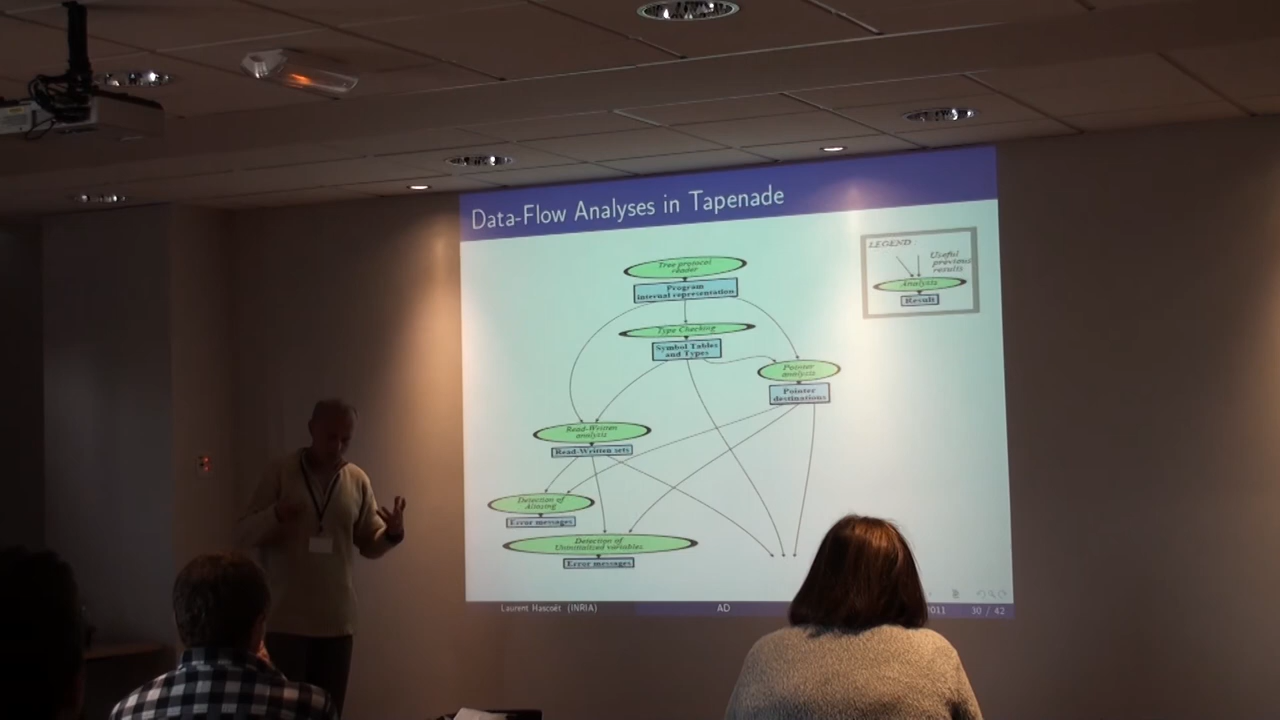 Data-Flow Analyses in Tapenade
LEGEND
Useful
previous
results
Analysis
Result
Tree protocol
reader
Program
internal representation
Type Checking
Symbol Tables
and Types
Pointer
analysis
Pointer
destinations
Read-Written
analysis
Read-Written sets
Detection of
Aliasing
Error messages
Detection of
Uninitialized variables
Error messages
Laurent Hascoët (INRIA)
AD
2011
30 / 42